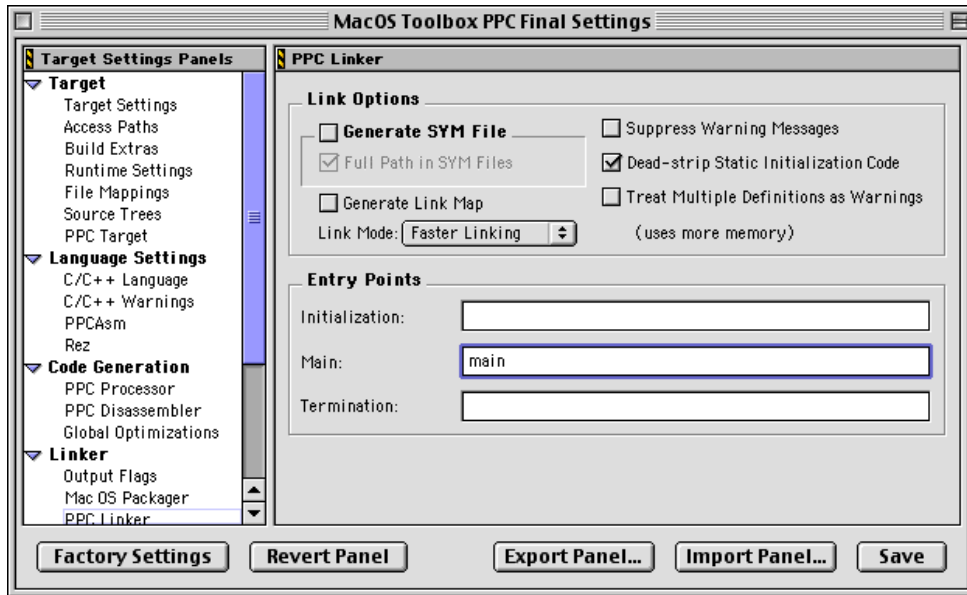 MacOS Toolbox PPC Final Settings
Target Settings Panels
Target
Target Settings
Access Paths
Build Extras
Runtime Settings
File Mappings
Source Trees
PPC Target
Language Settings
C/C++ Language
C/C++ Warnings
PPCAsm
Rez
Code Generation
PPC Processor
PPC Disassembler
Global Optimizations
Linker
Output Flags
Mac OS Packager
PPC Linker
PPC Linker
Link Options
Generate SYM File
Full Path in SYM Files
Generate Link Map
Link Mode: Faster Linking
Suppress Warning Messages
Dead-strip Static Initialization Code
Treat Multiple Definitions as Warnings
(uses more memory)
Entry Points
Initialization:
Main: main
Termination:
Factory Settings Revert Panel Export Panel... Import Panel... Save